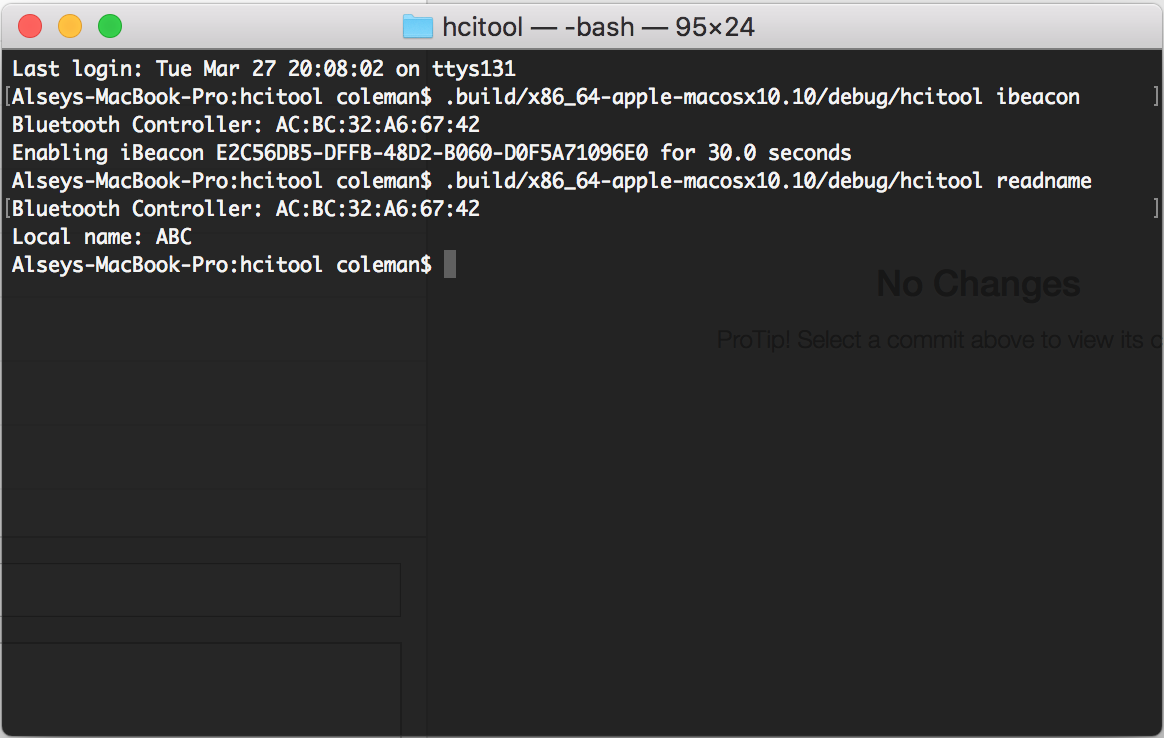 hcitool — -bash — 95×24
Last login: Tue Mar 27 20:08:02 on ttys131
[Alseys-MacBook-Pro:hcitool coleman$ .build/x86_64-apple-macosx10.10/debug/hcitool ibeacon ]
Bluetooth Controller: AC:BC:32:A6:67:42
Enabling iBeacon E2C56DB5-DFFB-48D2-B060-D0F5A71096E0 for 30.0 seconds
Alseys-MacBook-Pro:hcitool coleman$ .build/x86_64-apple-macosx10.10/debug/hcitool readname
[Bluetooth Controller: AC:BC:32:A6:67:42 ]
Local name: ABC
Alseys-MacBook-Pro:hcitool coleman$
No Changes
ProTip! Select a commit above to view its c